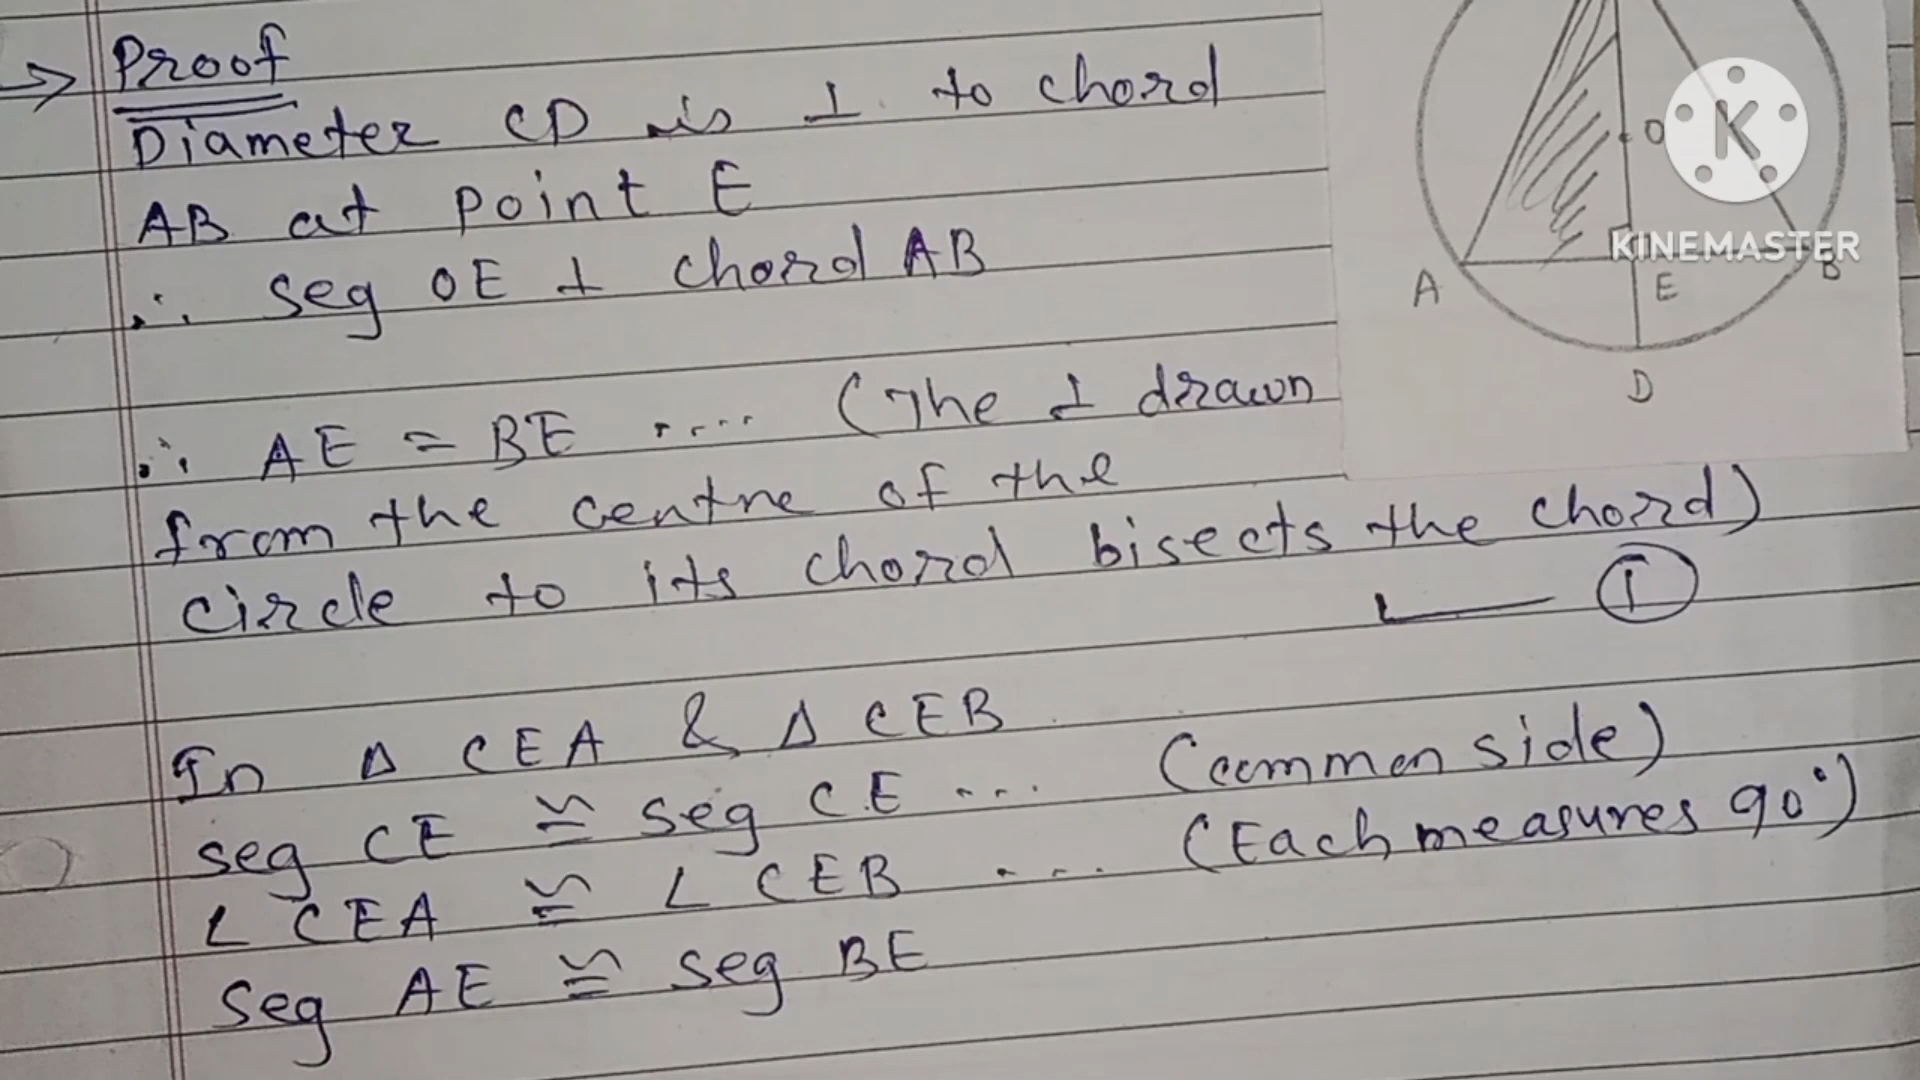 → Proof
Diameter CD is ⊥ to chord
AB at point E
∴ seg OE ⊥ chord AB
∴ AE = BE .... (The ⊥ drawn
from the centre of the
circle to its chord bisects the chord)
— I
In Δ CEA & Δ CEB
seg CE ≅ seg CE ... (common side)
∠ CEA ≅ ∠ CEB .... (Each measures 90°)
seg AE ≅ seg BE
O
K
KINEMASTER
A
E
B
D